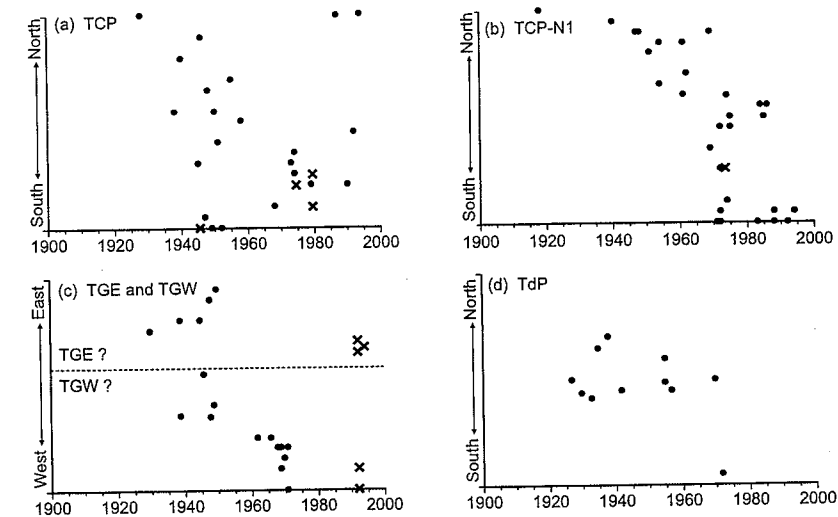 (a) TCP
North
South
1900 1920 1940 1960 1980 2000
(b) TCP-N1
North
South
1900 1920 1940 1960 1980 2000
(c) TGE and TGW
East
TGE ?
TGW ?
West
1900 1920 1940 1960 1980 2000
(d) TdP
North
South
1900 1920 1940 1960 1980 2000